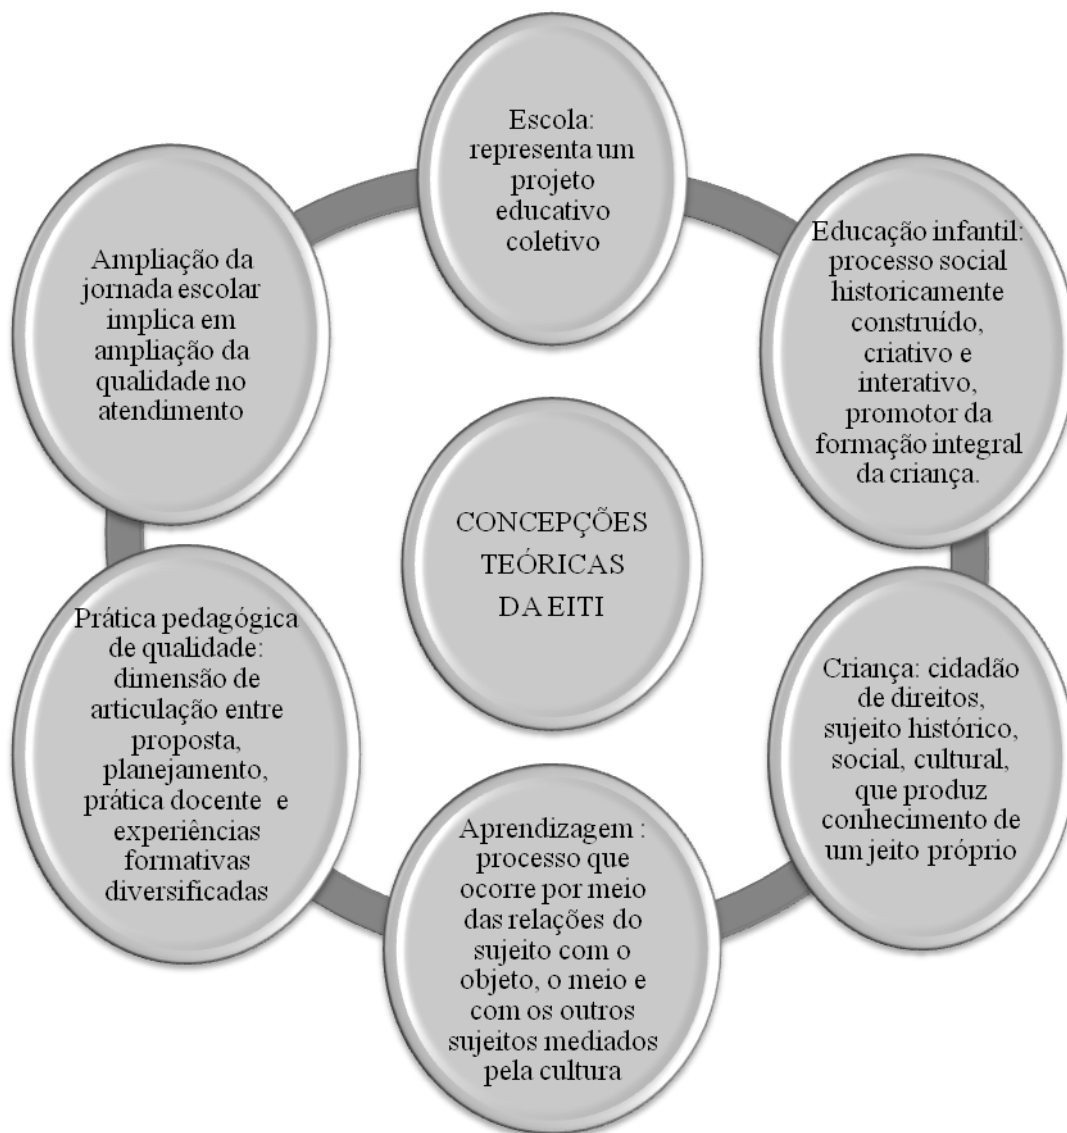 Escola:
representa um
projeto
educativo
coletivo
Educação infantil:
processo social
historicamente
construído,
criativo e
interativo,
promotor da
formação integral
da criança.
Criança: cidadão
de direitos,
sujeito histórico,
social, cultural,
que produz
conhecimento de
um jeito próprio
Aprendizagem :
processo que
ocorre por meio
das relações do
sujeito com o
objeto, o meio e
com os outros
sujeitos mediados
pela cultura
Prática pedagógica
de qualidade:
dimensão de
articulação entre
proposta,
planejamento,
prática docente e
experiências
formativas
diversificadas
Ampliação da
jornada escolar
implica em
ampliação da
qualidade no
atendimento
CONCEPÇÕES
TEÓRICAS
DA EITI